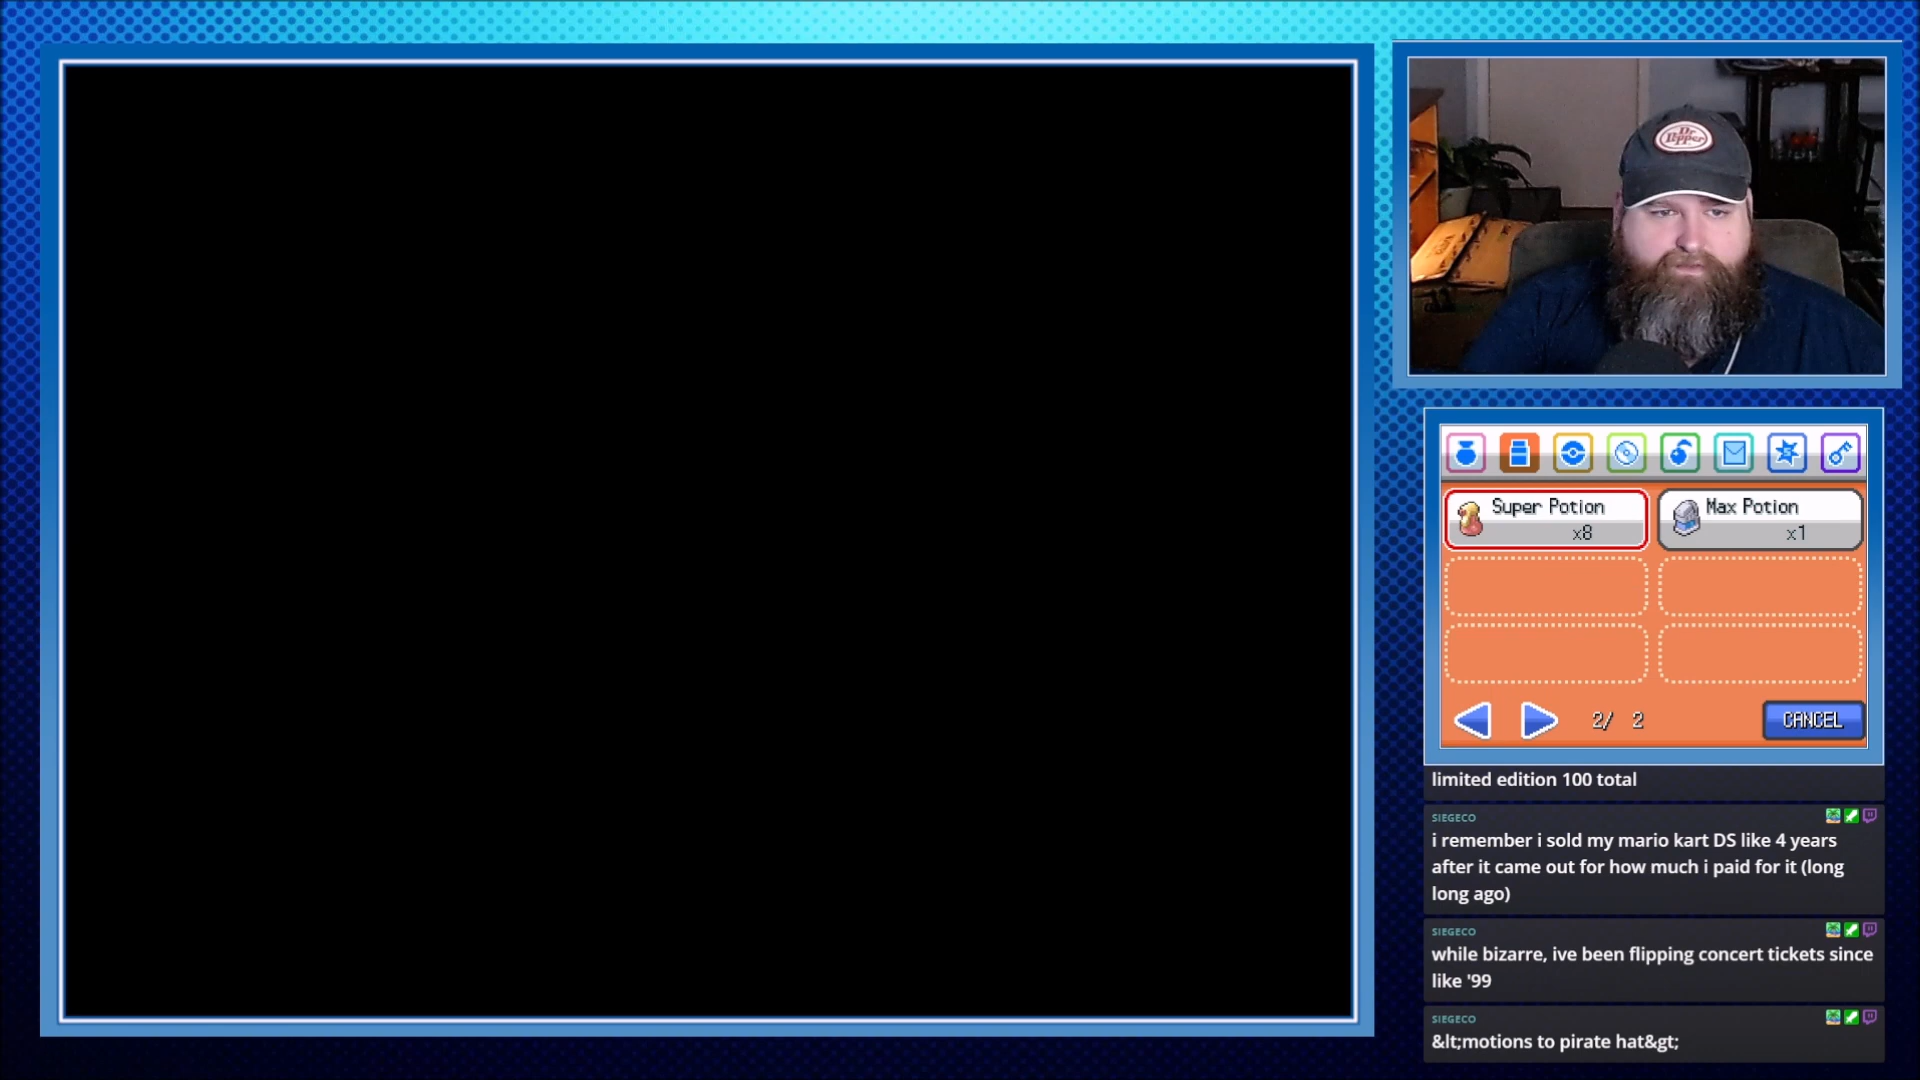 Dr
Pepper
Super Potion
x8
Max Potion
x1
2/ 2
CANCEL
limited edition 100 total
SIEGECO
i remember i sold my mario kart DS like 4 years
after it came out for how much i paid for it (long
long ago)
SIEGECO
while bizarre, ive been flipping concert tickets since
like '99
SIEGECO
&lt;motions to pirate hat&gt;